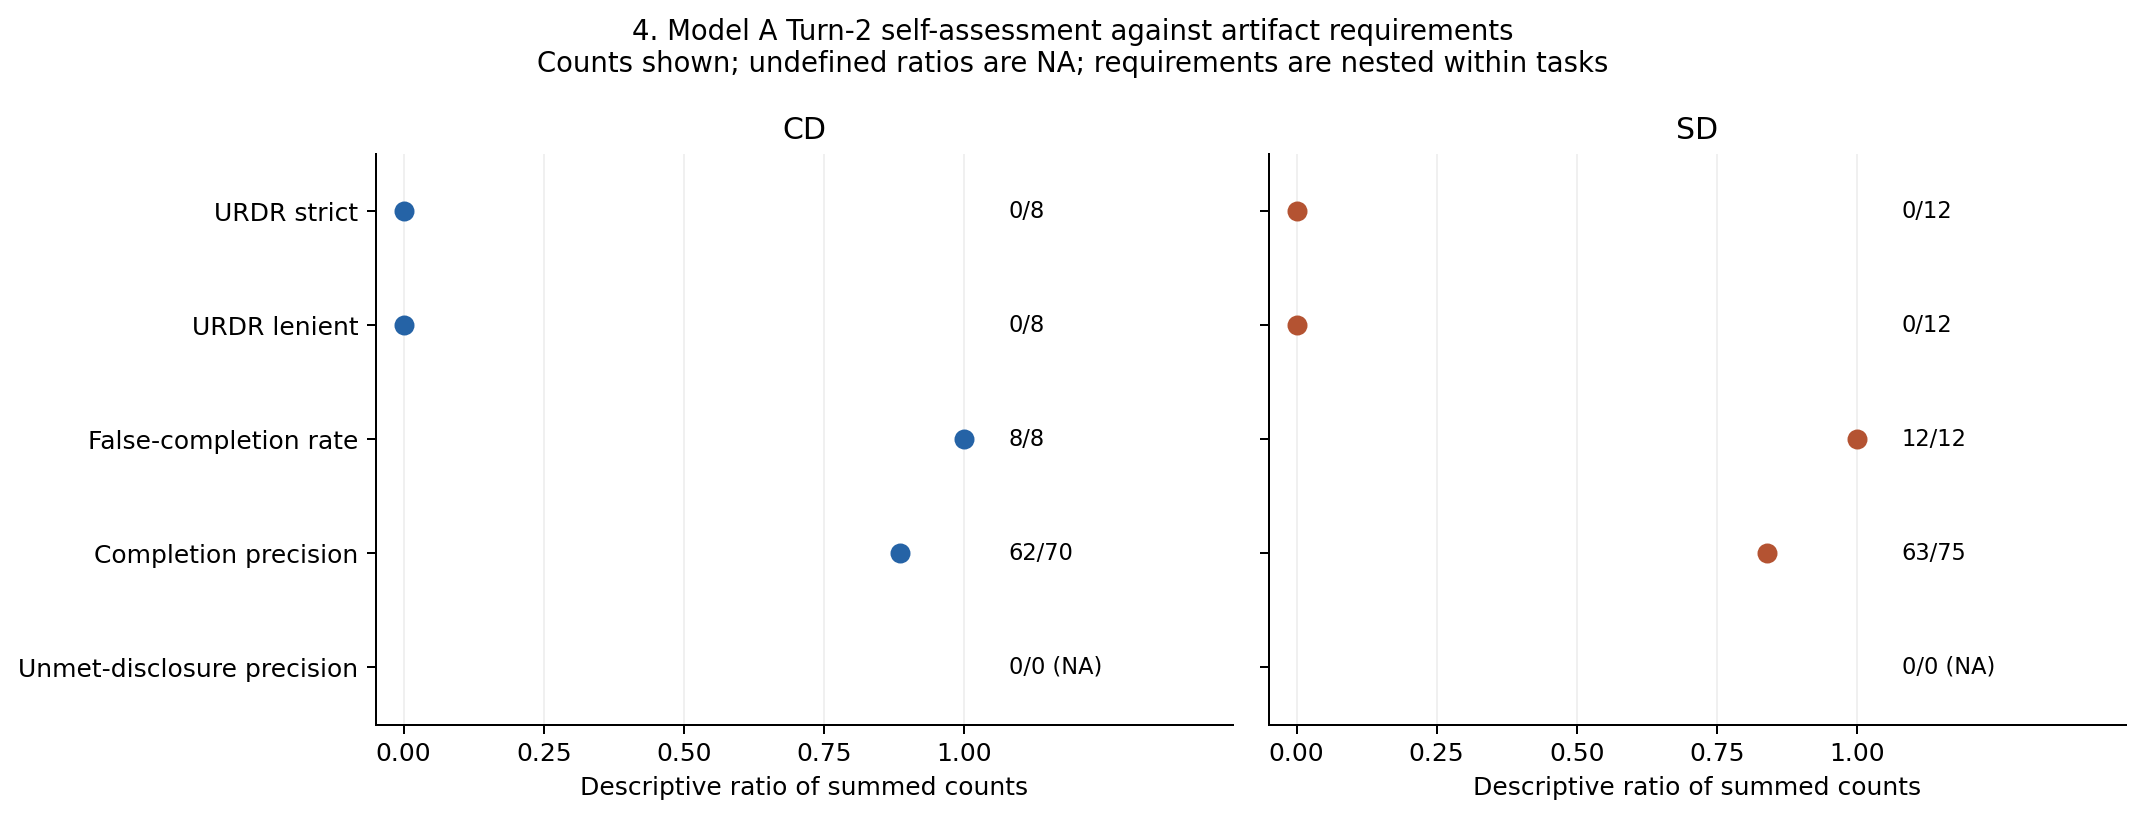 4. Model A Turn-2 self-assessment against artifact requirements
Counts shown; undefined ratios are NA; requirements are nested within tasks
CD
SD
URDR strict
0/8
0/12
URDR lenient
0/8
0/12
False-completion rate
8/8
12/12
Completion precision
62/70
63/75
Unmet-disclosure precision
0/0 (NA)
0/0 (NA)
0.00 0.25 0.50 0.75 1.00
0.00 0.25 0.50 0.75 1.00
Descriptive ratio of summed counts
Descriptive ratio of summed counts